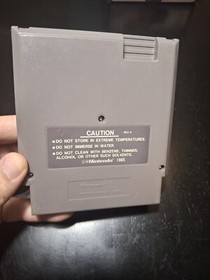 CAUTION
• DO NOT STORE IN EXTREME TEMPERATURES.
• DO NOT IMMERSE IN WATER.
• DO NOT CLEAN WITH BENZENE, THINNER,
ALCOHOL OR OTHER SUCH SOLVENTS.
©Nintendo® 1985